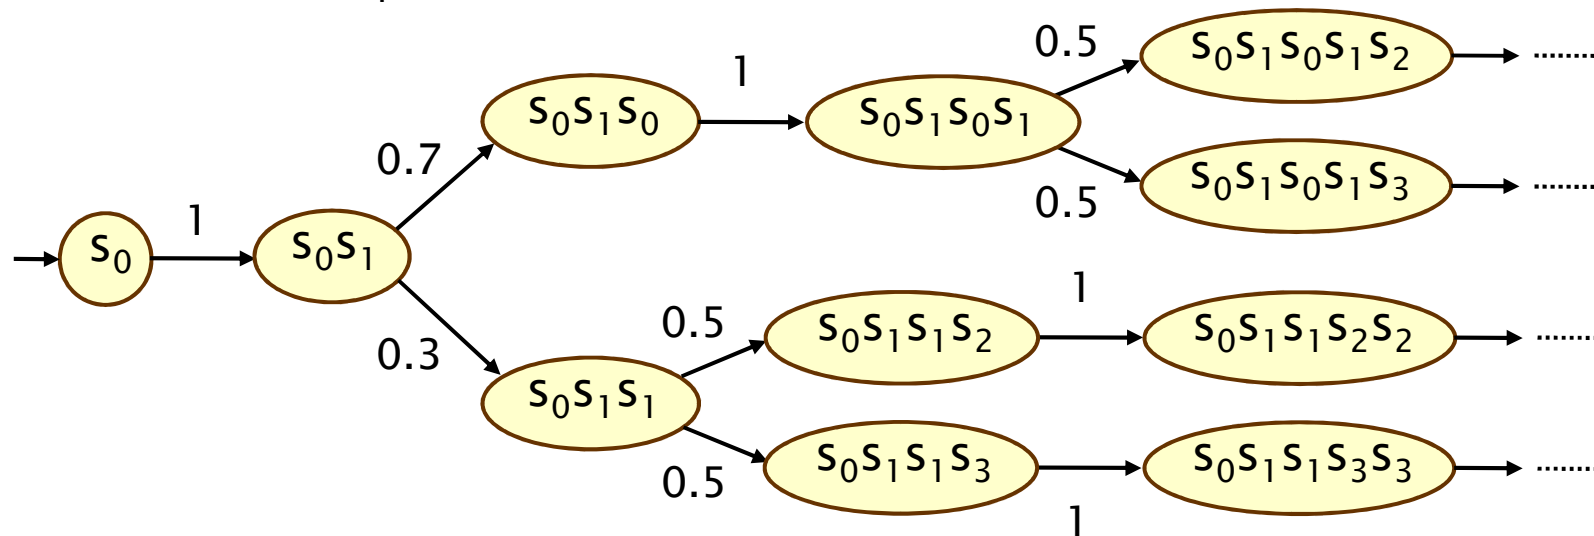 0.5 s₀s₁s₀s₁s₂ ........
1
s₀s₁s₀ s₀s₁s₀s₁
0.7
0.5 s₀s₁s₀s₁s₃ ........
1
s₀ s₀s₁
1
0.5 s₀s₁s₁s₂ s₀s₁s₁s₂s₂ ........
0.3
s₀s₁s₁
0.5 s₀s₁s₁s₃ s₀s₁s₁s₃s₃ ........
1